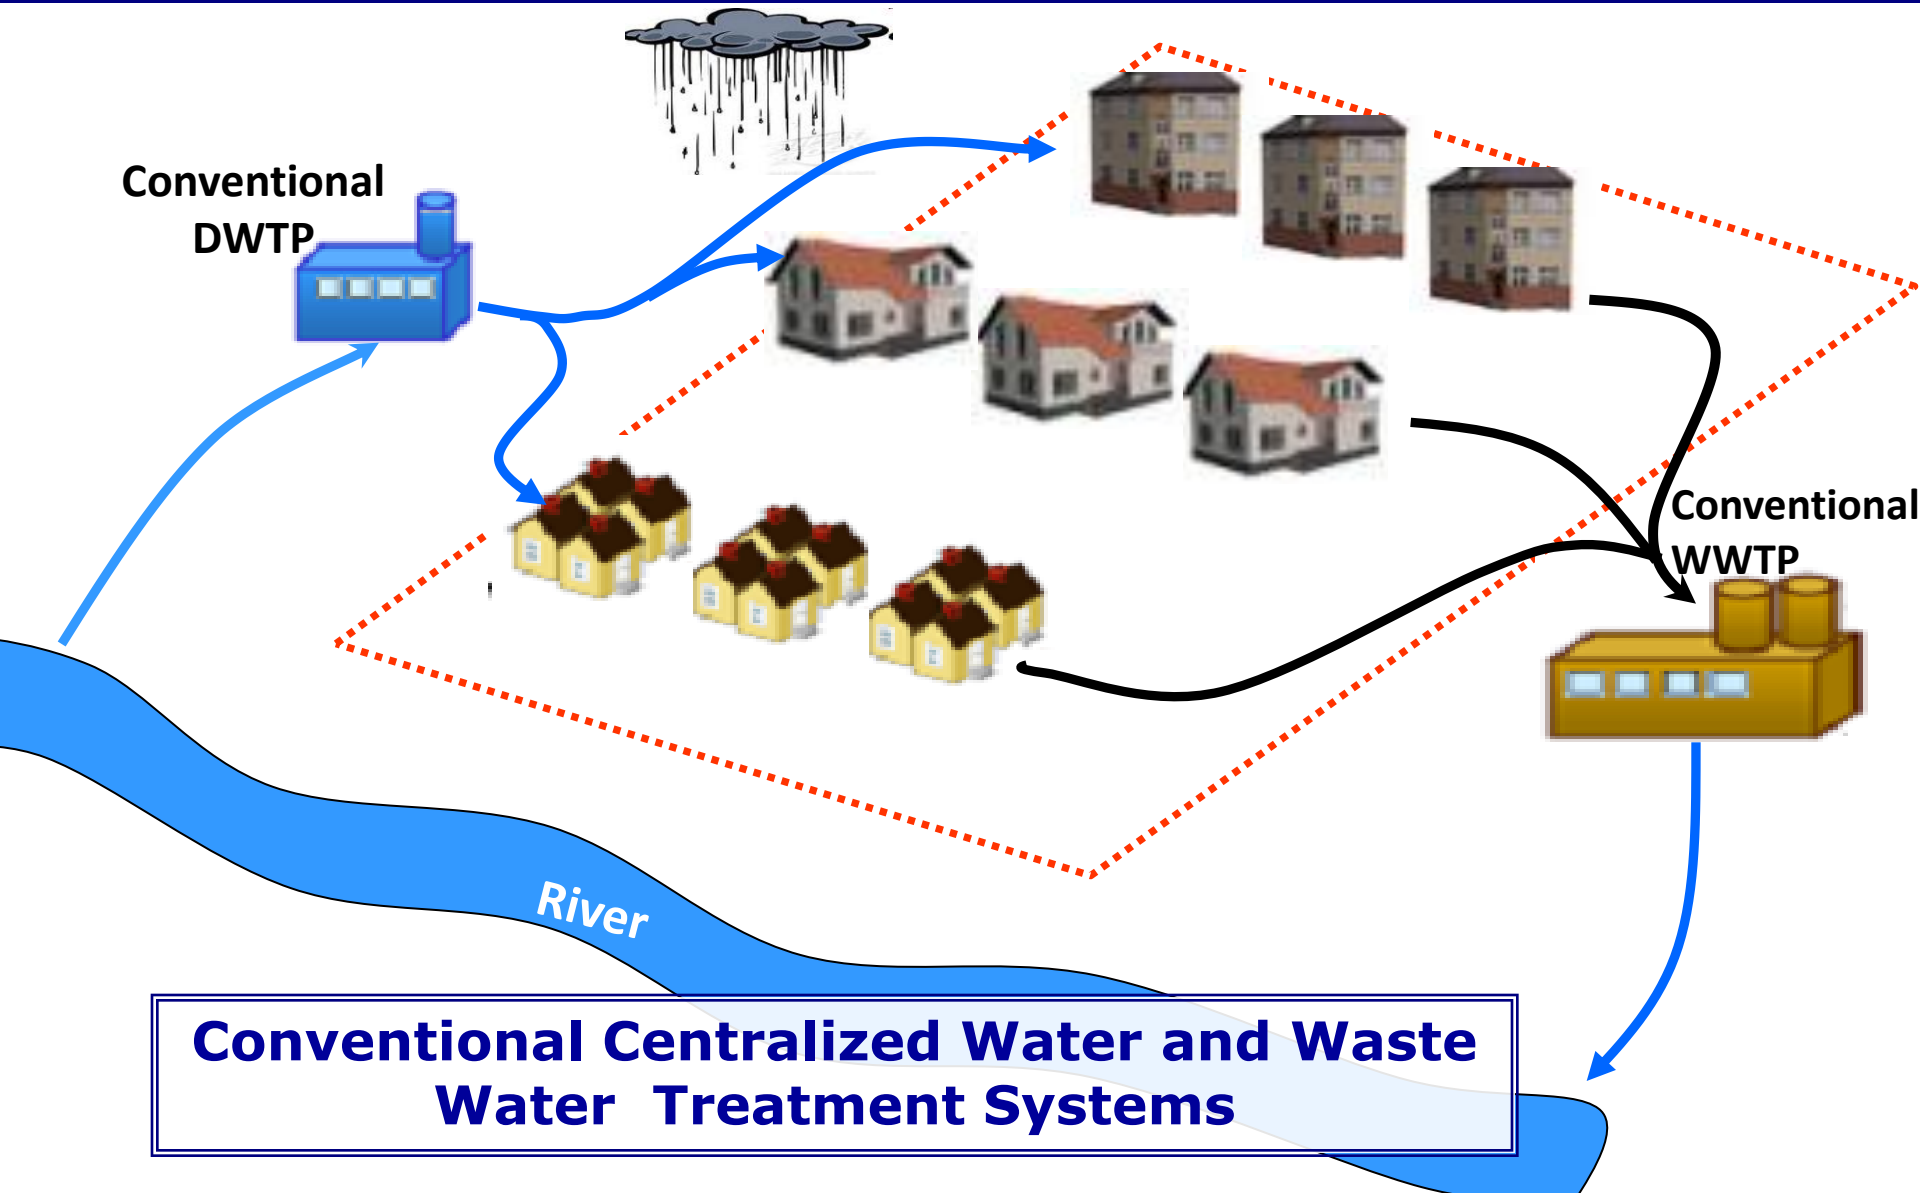 Conventional
DWTP
Conventional
WWTP
River
Conventional Centralized Water and Waste
Water  Treatment Systems